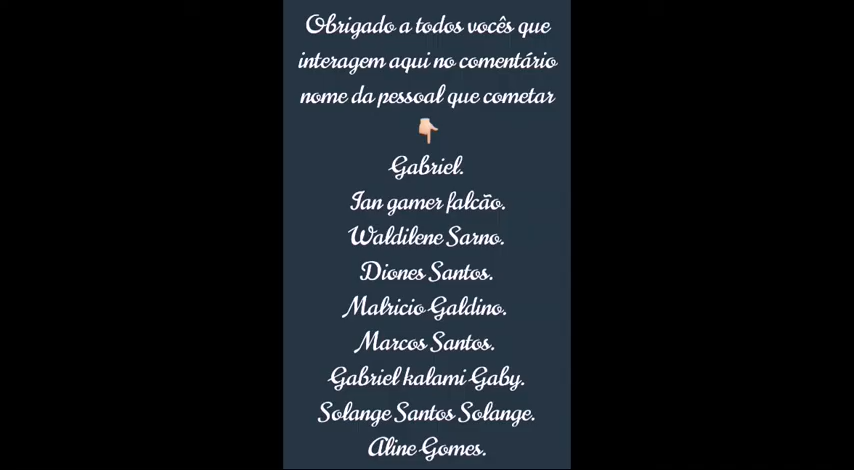 Obrigado a todos vocês que
interagem aqui no comentário
nome da pessoal que cometar
👇🏻
Gabriel.
Ian gamer falcão.
Waldilene Sarno.
Diones Santos.
Malricio Galdino.
Marcos Santos.
Gabriel kalami Gaby.
Solange Santos Solange.
Aline Gomes.